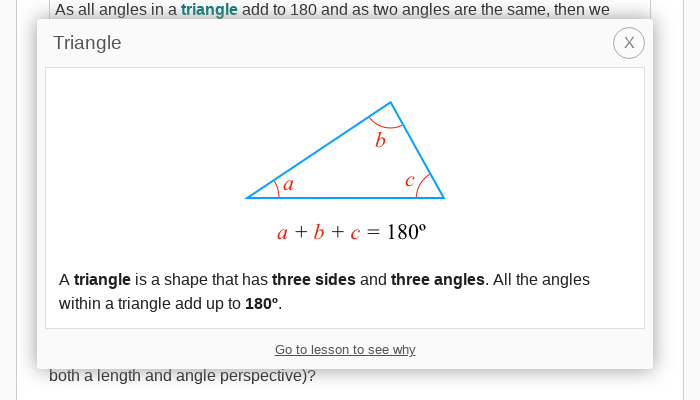 As all angles in a triangle add to 180 and as two angles are the same, then we
Triangle
X
b
a
c
a + b + c = 180º
A triangle is a shape that has three sides and three angles. All the angles
within a triangle add up to 180º.
Go to lesson to see why
both a length and angle perspective)?